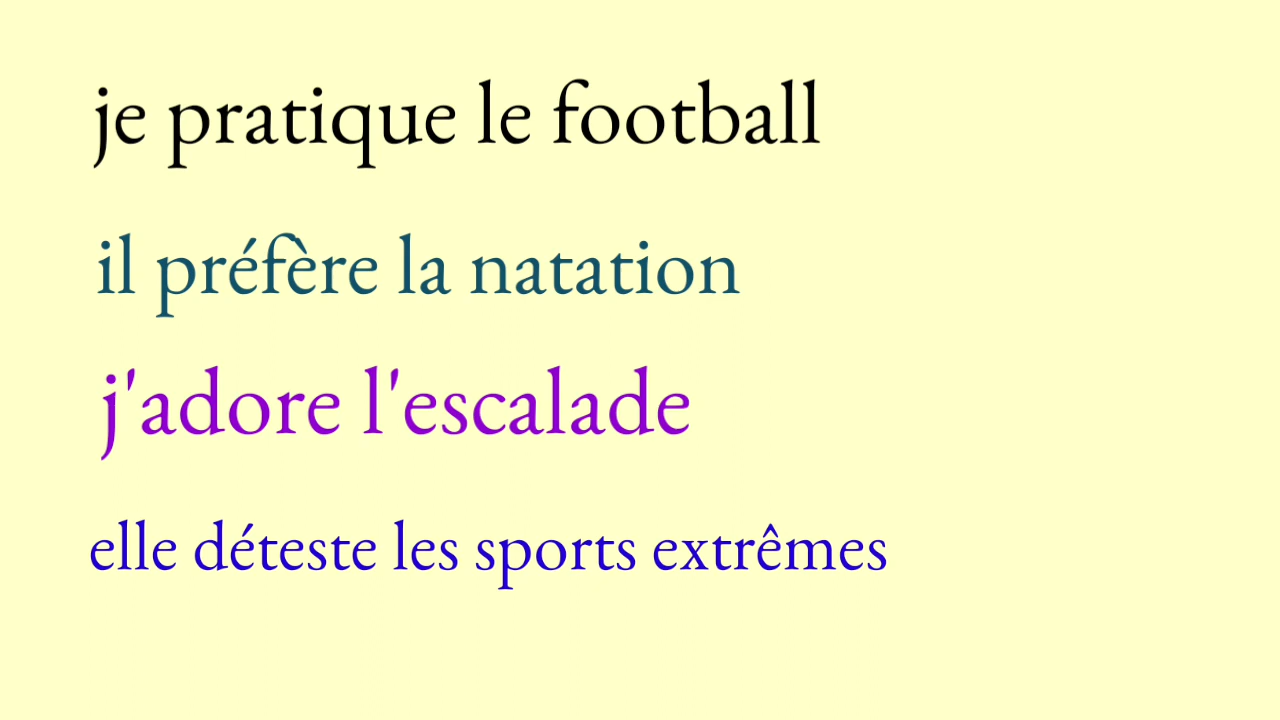 je pratique le football
il préfère la natation
j'adore l'escalade
elle déteste les sports extrêmes